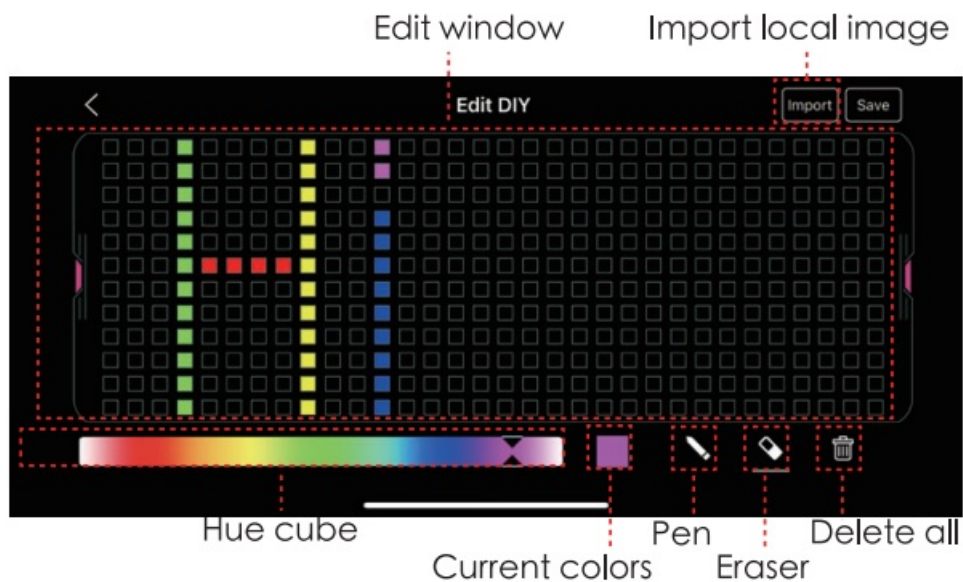 Edit window
Import local image
Edit DIY
Import
Save
Hue cube
Current colors
Pen
Eraser
Delete all